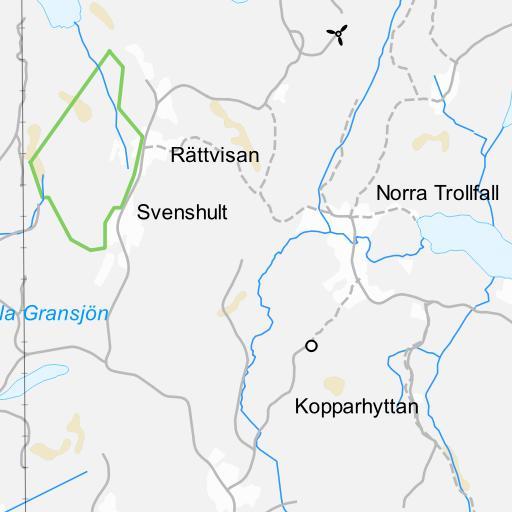 Rättvisan
Norra Trollfall
Svenshult
la Gransjön
Kopparhyttan